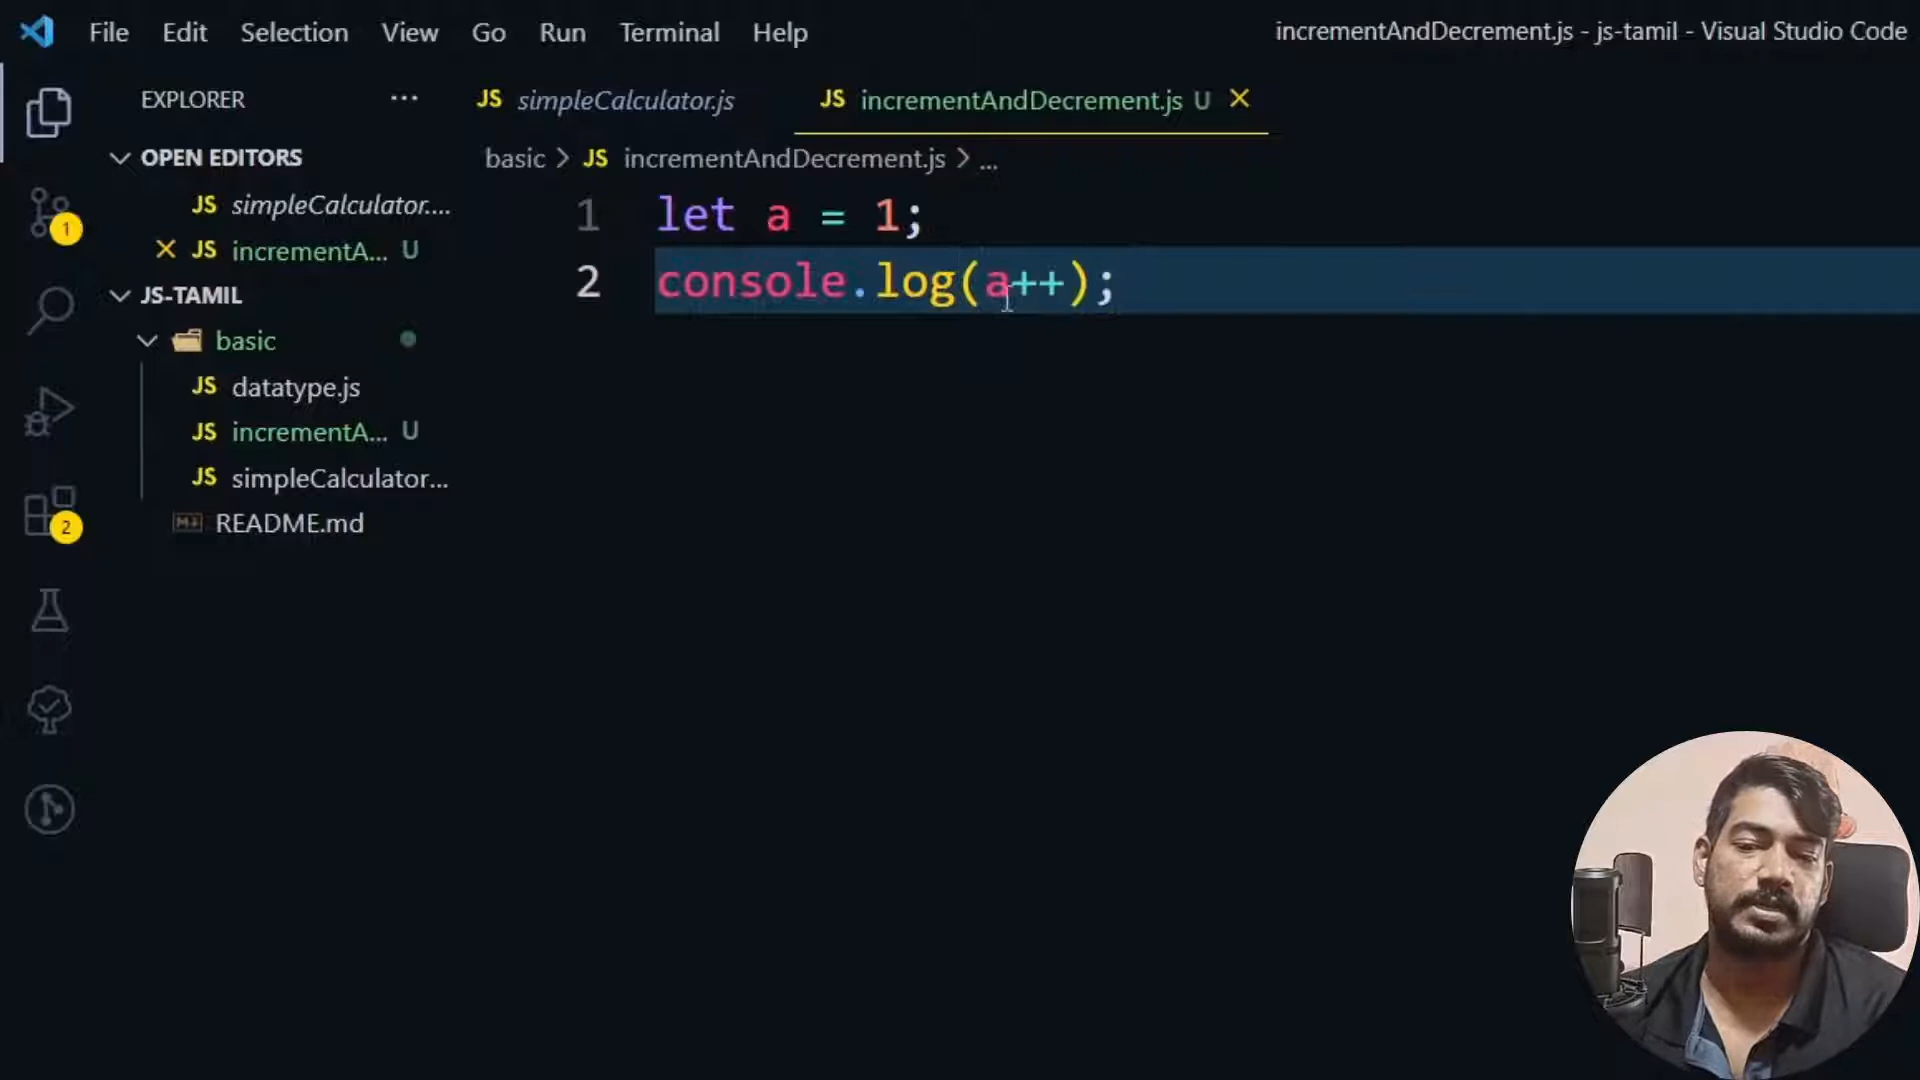 File Edit Selection View Go Run Terminal Help
incrementAndDecrement.js - js-tamil - Visual Studio Code
EXPLORER ...
JS simpleCalculator.js
JS incrementAndDecrement.js U
OPEN EDITORS
JS simpleCalculator....
JS incrementA... U
JS-TAMIL
basic
JS datatype.js
JS incrementA... U
JS simpleCalculator...
README.md
1
2
basic > JS incrementAndDecrement.js > ...
1 let a = 1;
2 console.log(a++);